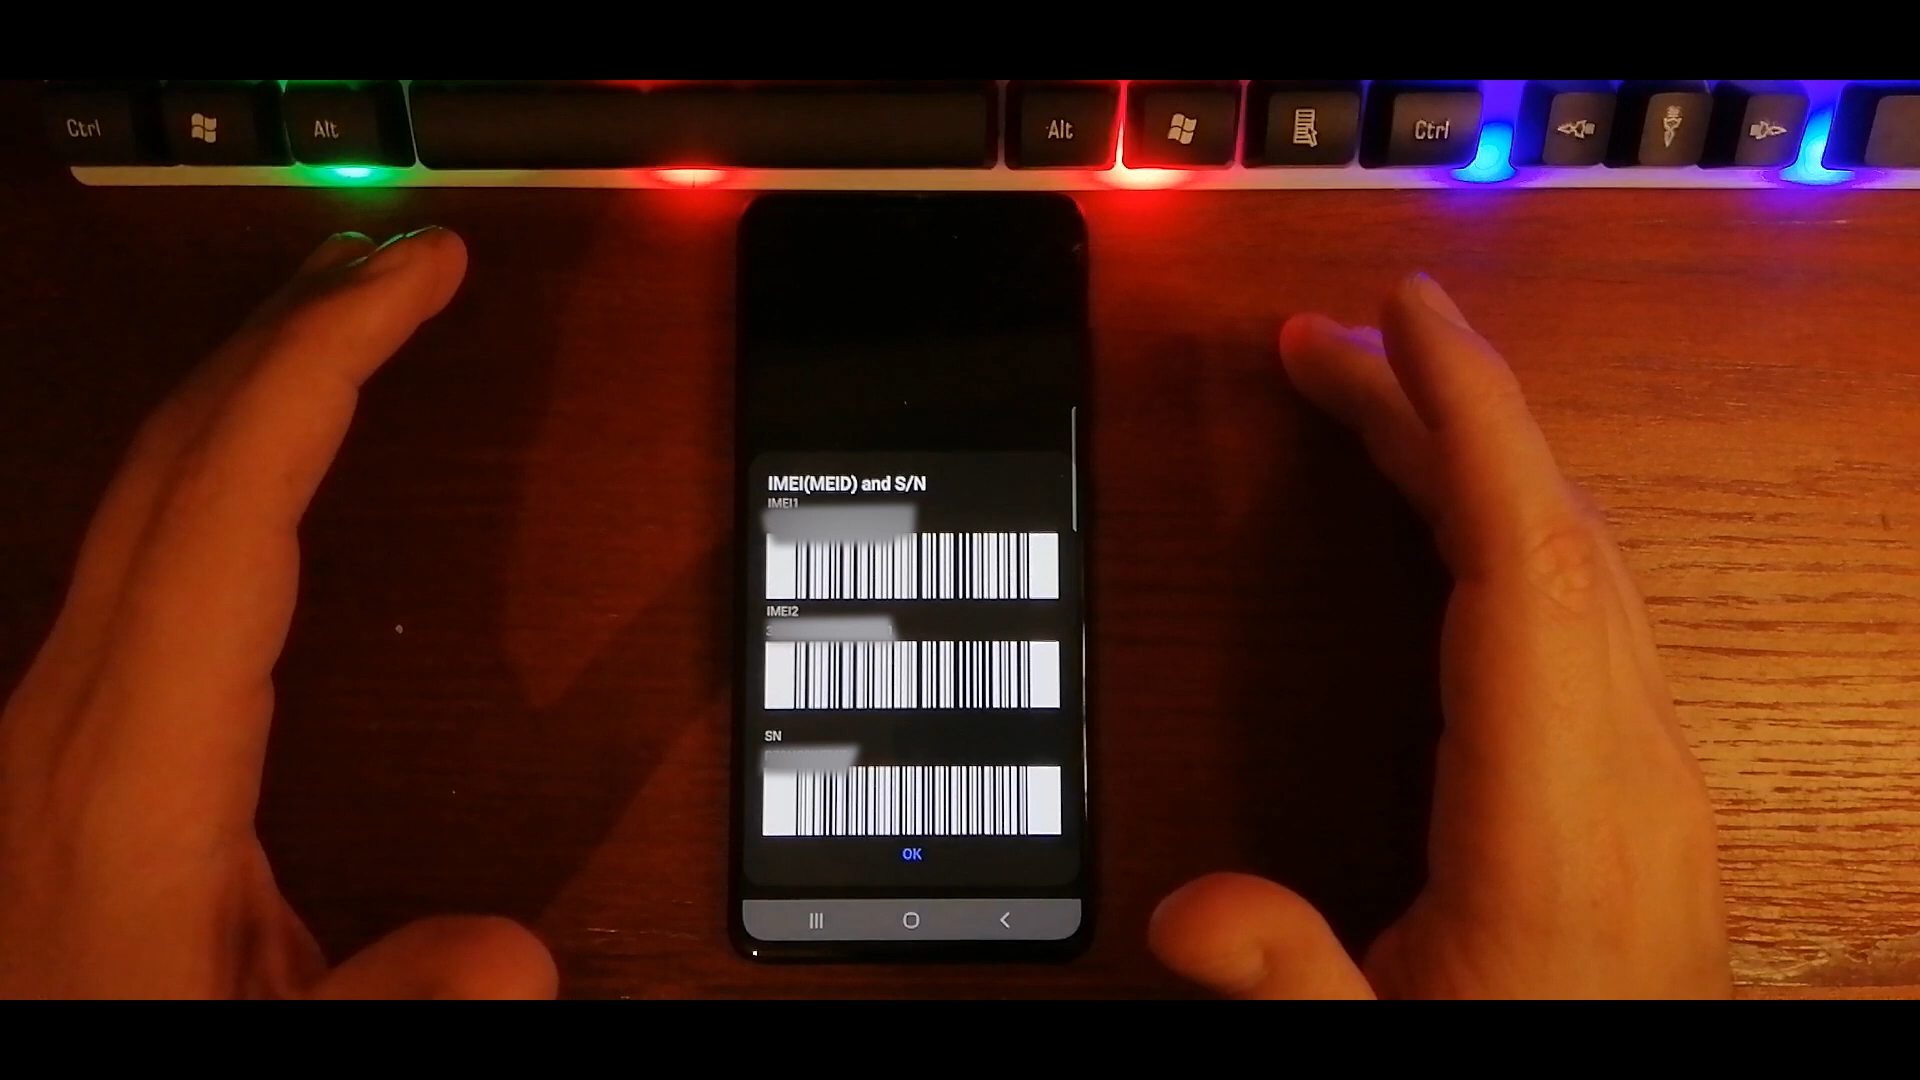 Ctrl
Alt
Alt
Ctrl
IMEI(MEID) and S/N
IMEI1
IMEI2
SN
OK